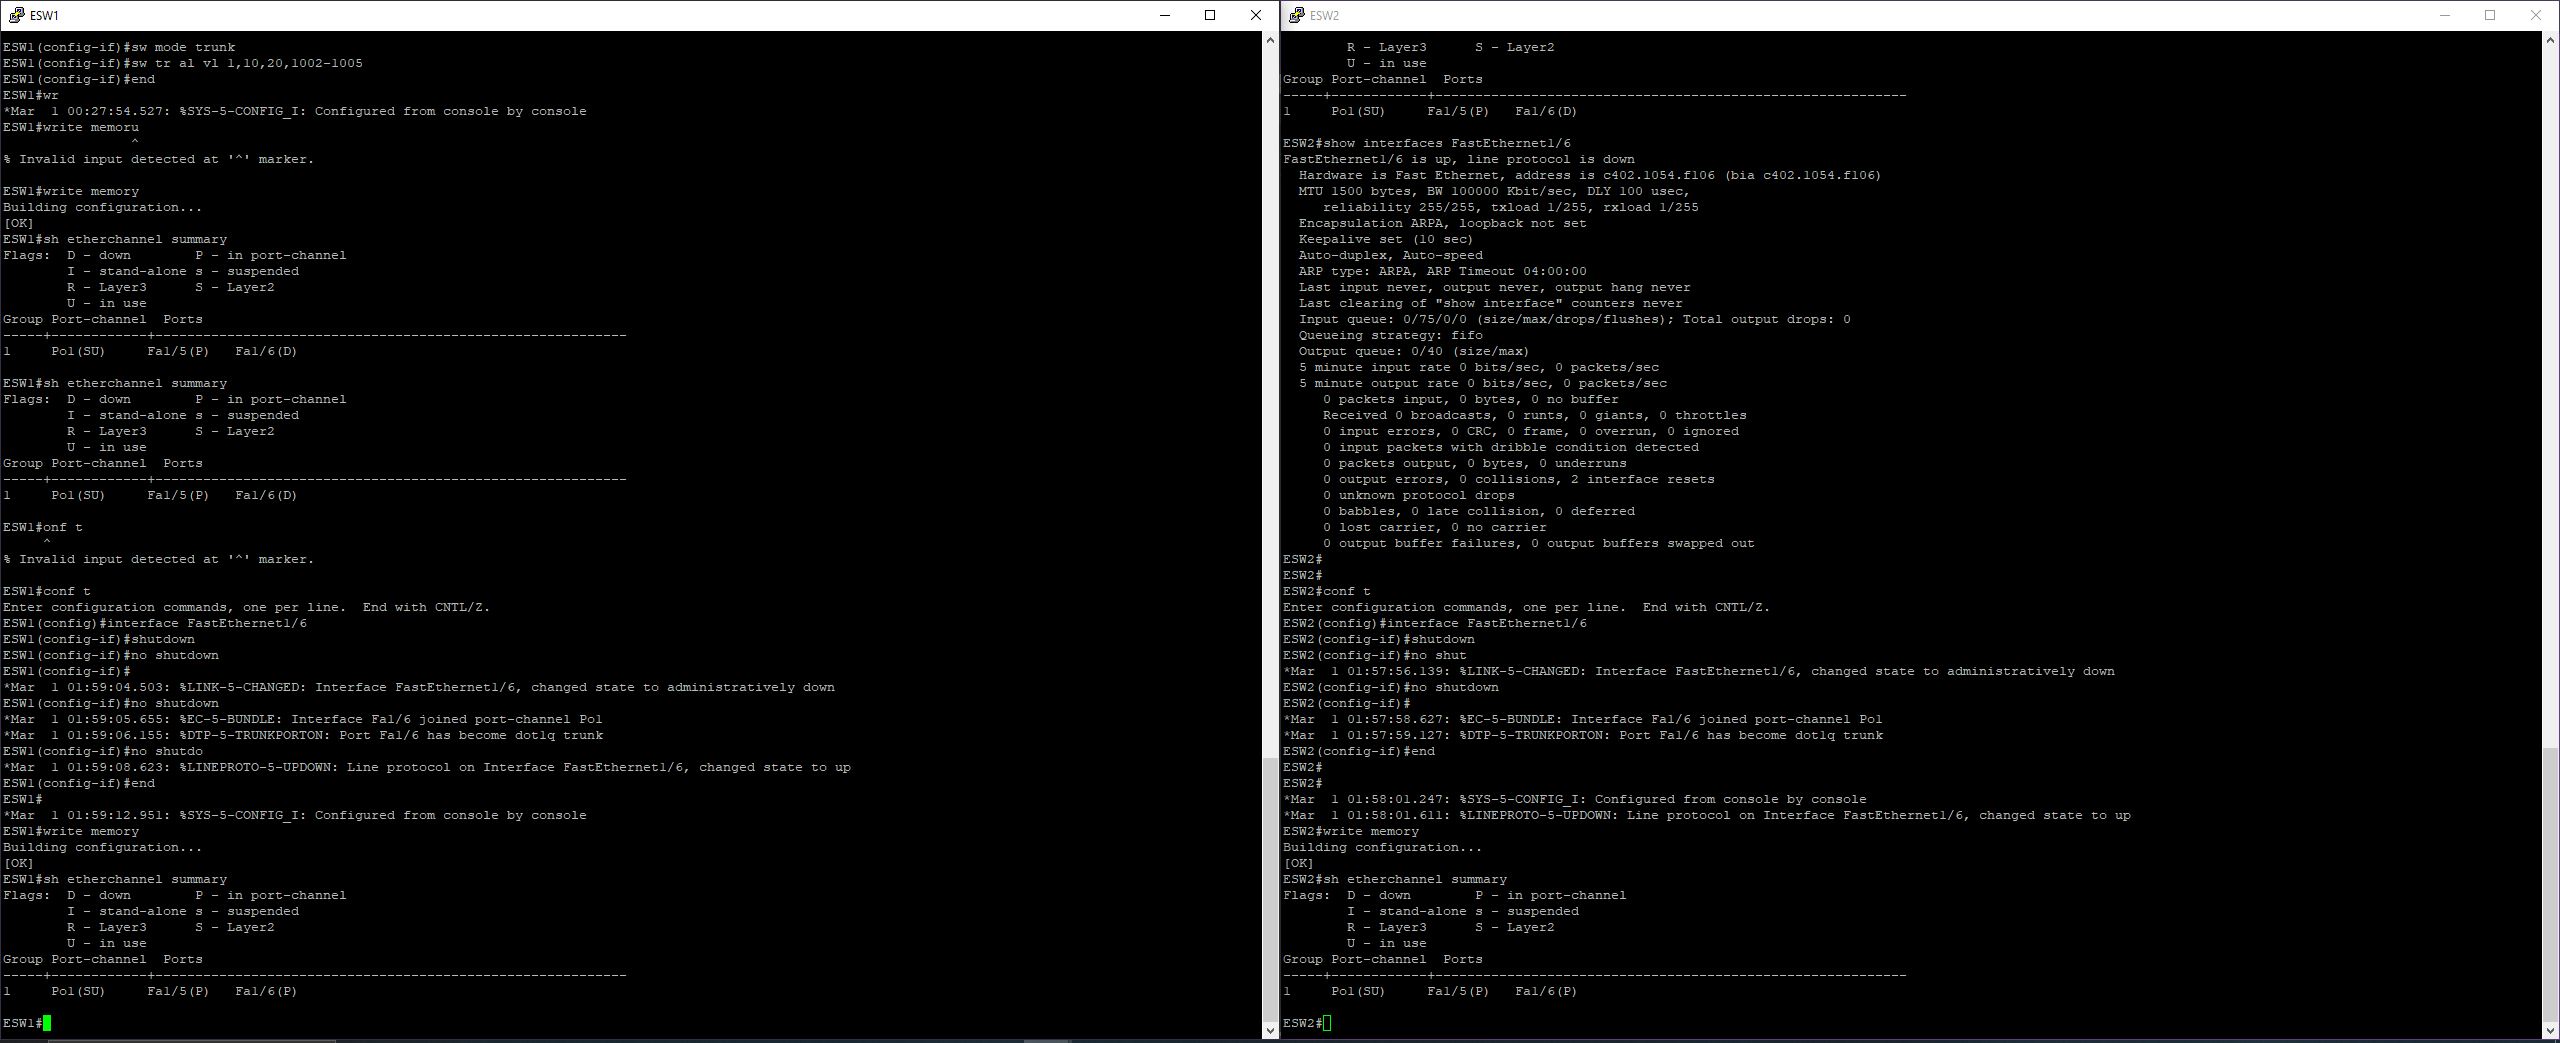 ESW1
ESW1(config-if)#sw mode trunk
ESW1(config-if)#sw tr al vl 1,10,20,1002-1005
ESW1(config-if)#end
ESW1#wr
*Mar  1 00:27:54.527: %SYS-5-CONFIG_I: Configured from console by console
ESW1#write memoru
                 ^
% Invalid input detected at '^' marker.
ESW1#write memory
Building configuration...
[OK]
ESW1#sh etherchannel summary
Flags:  D - down        P - in port-channel
        I - stand-alone s - suspended
        R - Layer3      S - Layer2
        U - in use
Group Port-channel  Ports
-----+------------+-----------------------------------------------------------
1     Po1(SU)     Fa1/5(P)   Fa1/6(D)
ESW1#sh etherchannel summary
Flags:  D - down        P - in port-channel
        I - stand-alone s - suspended
        R - Layer3      S - Layer2
        U - in use
Group Port-channel  Ports
-----+------------+-----------------------------------------------------------
1     Po1(SU)     Fa1/5(P)   Fa1/6(D)
ESW1#onf t
      ^
% Invalid input detected at '^' marker.
ESW1#conf t
Enter configuration commands, one per line.  End with CNTL/Z.
ESW1(config)#interface FastEthernet1/6
ESW1(config-if)#shutdown
ESW1(config-if)#no shutdown
ESW1(config-if)#
*Mar  1 01:59:04.503: %LINK-5-CHANGED: Interface FastEthernet1/6, changed state to administratively down
ESW1(config-if)#no shutdown
*Mar  1 01:59:05.655: %EC-5-BUNDLE: Interface Fa1/6 joined port-channel Po1
*Mar  1 01:59:06.155: %DTP-5-TRUNKPORTON: Port Fa1/6 has become dot1q trunk
ESW1(config-if)#no shutdo
*Mar  1 01:59:08.623: %LINEPROTO-5-UPDOWN: Line protocol on Interface FastEthernet1/6, changed state to up
ESW1(config-if)#end
ESW1#
*Mar  1 01:59:12.951: %SYS-5-CONFIG_I: Configured from console by console
ESW1#write memory
Building configuration...
[OK]
ESW1#sh etherchannel summary
Flags:  D - down        P - in port-channel
        I - stand-alone s - suspended
        R - Layer3      S - Layer2
        U - in use
Group Port-channel  Ports
-----+------------+-----------------------------------------------------------
1     Po1(SU)     Fa1/5(P)   Fa1/6(P)
ESW1#
ESW2
        R - Layer3      S - Layer2
        U - in use
Group Port-channel  Ports
-----+------------+-----------------------------------------------------------
1     Po1(SU)     Fa1/5(P)   Fa1/6(D)
ESW2#show interfaces FastEthernet1/6
FastEthernet1/6 is up, line protocol is down
  Hardware is Fast Ethernet, address is c402.1054.f106 (bia c402.1054.f106)
  MTU 1500 bytes, BW 100000 Kbit/sec, DLY 100 usec,
     reliability 255/255, txload 1/255, rxload 1/255
  Encapsulation ARPA, loopback not set
  Keepalive set (10 sec)
  Auto-duplex, Auto-speed
  ARP type: ARPA, ARP Timeout 04:00:00
  Last input never, output never, output hang never
  Last clearing of "show interface" counters never
  Input queue: 0/75/0/0 (size/max/drops/flushes); Total output drops: 0
  Queueing strategy: fifo
  Output queue: 0/40 (size/max)
  5 minute input rate 0 bits/sec, 0 packets/sec
  5 minute output rate 0 bits/sec, 0 packets/sec
     0 packets input, 0 bytes, 0 no buffer
     Received 0 broadcasts, 0 runts, 0 giants, 0 throttles
     0 input errors, 0 CRC, 0 frame, 0 overrun, 0 ignored
     0 input packets with dribble condition detected
     0 packets output, 0 bytes, 0 underruns
     0 output errors, 0 collisions, 2 interface resets
     0 unknown protocol drops
     0 babbles, 0 late collision, 0 deferred
     0 lost carrier, 0 no carrier
     0 output buffer failures, 0 output buffers swapped out
ESW2#
ESW2#
ESW2#conf t
Enter configuration commands, one per line.  End with CNTL/Z.
ESW2(config)#interface FastEthernet1/6
ESW2(config-if)#shutdown
ESW2(config-if)#no shut
*Mar  1 01:57:56.139: %LINK-5-CHANGED: Interface FastEthernet1/6, changed state to administratively down
ESW2(config-if)#no shutdown
ESW2(config-if)#
*Mar  1 01:57:58.627: %EC-5-BUNDLE: Interface Fa1/6 joined port-channel Po1
*Mar  1 01:57:59.127: %DTP-5-TRUNKPORTON: Port Fa1/6 has become dot1q trunk
ESW2(config-if)#end
ESW2#
ESW2#
*Mar  1 01:58:01.247: %SYS-5-CONFIG_I: Configured from console by console
*Mar  1 01:58:01.611: %LINEPROTO-5-UPDOWN: Line protocol on Interface FastEthernet1/6, changed state to up
ESW2#write memory
Building configuration...
[OK]
ESW2#sh etherchannel summary
Flags:  D - down        P - in port-channel
        I - stand-alone s - suspended
        R - Layer3      S - Layer2
        U - in use
Group Port-channel  Ports
-----+------------+-----------------------------------------------------------
1     Po1(SU)     Fa1/5(P)   Fa1/6(P)
ESW2#